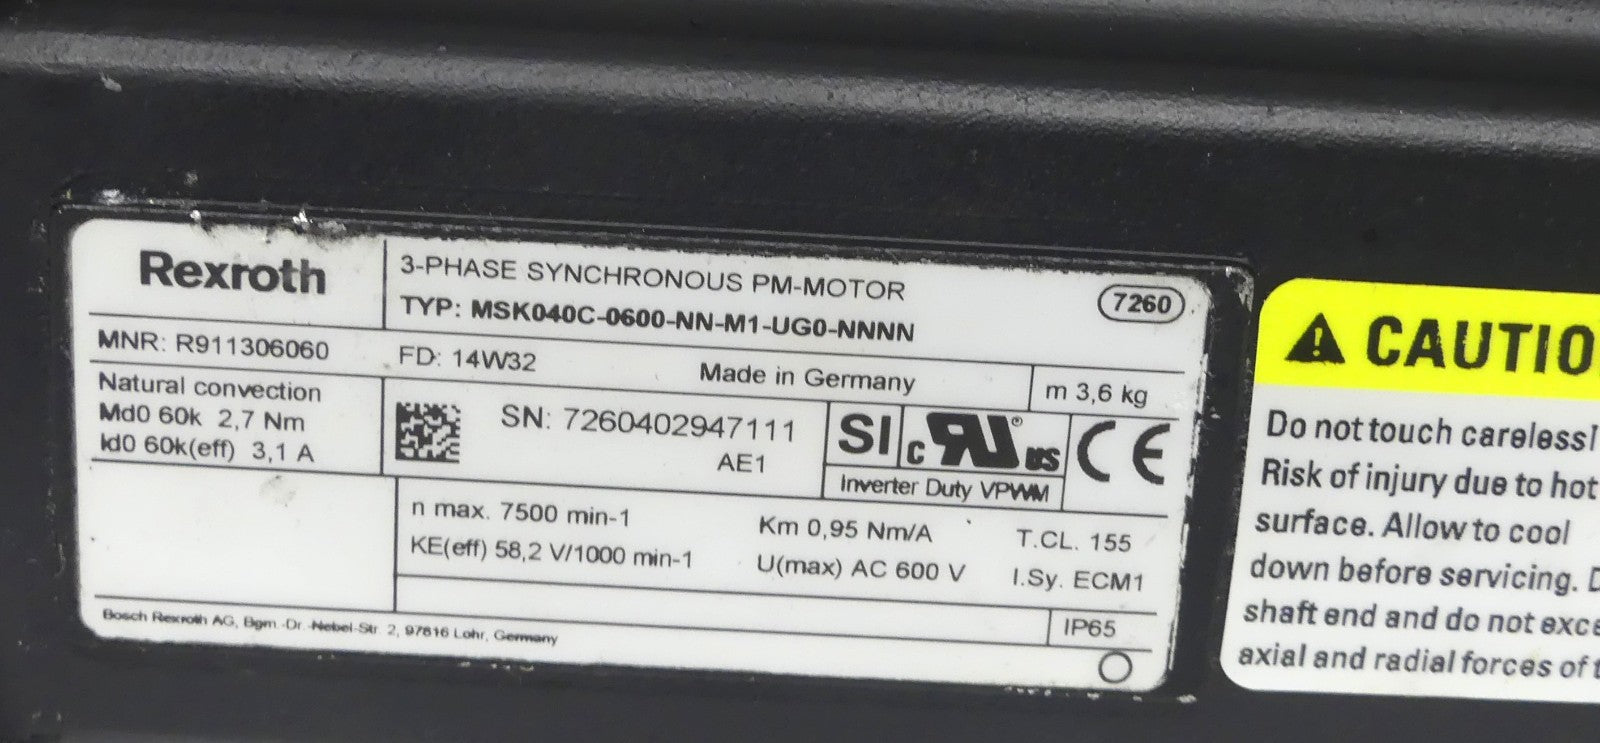 Rexroth
3-PHASE SYNCHRONOUS PM-MOTOR
7260
TYP: MSK040C-0600-NN-M1-UG0-NNNN
MNR: R911306060
FD: 14W32
Made in Germany
m 3,6 kg
Natural convection
Md0 60k 2,7 Nm
Id0 60k(eff) 3,1 A
SN: 7260402947111
AE1
SI
c RU ® us
Inverter Duty VPWM
CE
n max. 7500 min-1
Km 0,95 Nm/A
T.CL. 155
KE(eff) 58,2 V/1000 min-1
U(max) AC 600 V
I.Sy. ECM1
IP65
Bosch Rexroth AG, Bgm.-Dr.-Nebel-Str. 2, 97816 Lohr, Germany
CAUTIO
Do not touch careless!
Risk of injury due to hot
surface. Allow to cool
down before servicing. D
shaft end and do not exce
axial and radial forces of t